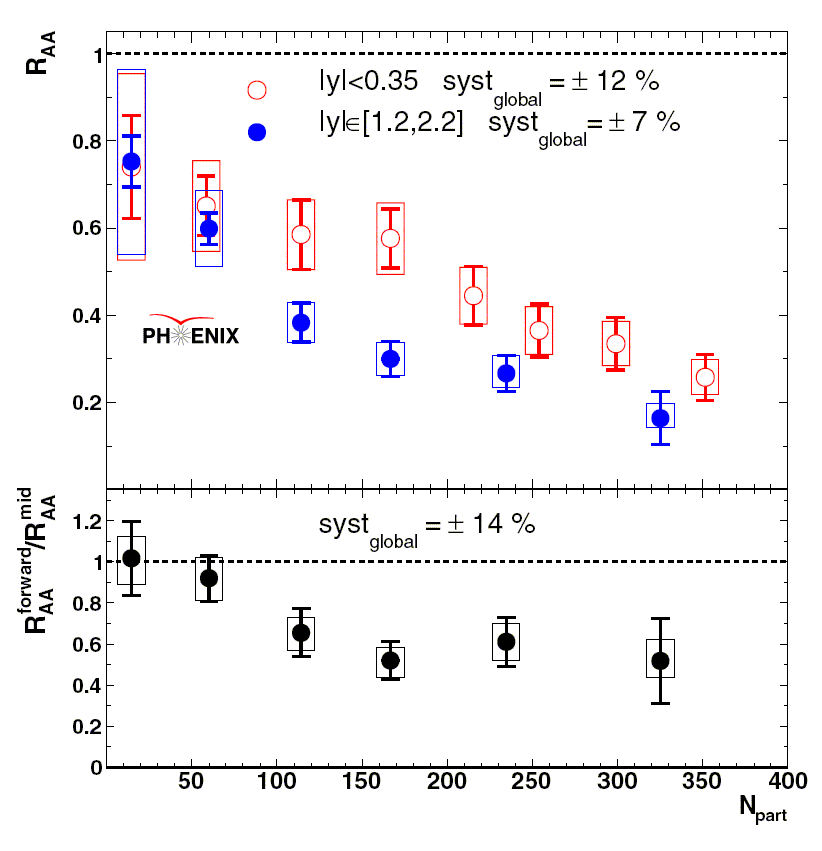 R_AA
1
0.8
0.6
0.4
0.2
|y|<0.35 syst_global = ± 12 %
|y|∈[1.2,2.2] syst_global = ± 7 %
PH ENIX
R_AA^forward/R_AA^mid
1.2
1
0.8
0.6
0.4
0.2
0
syst_global = ± 14 %
50 100 150 200 250 300 350 400
N_part